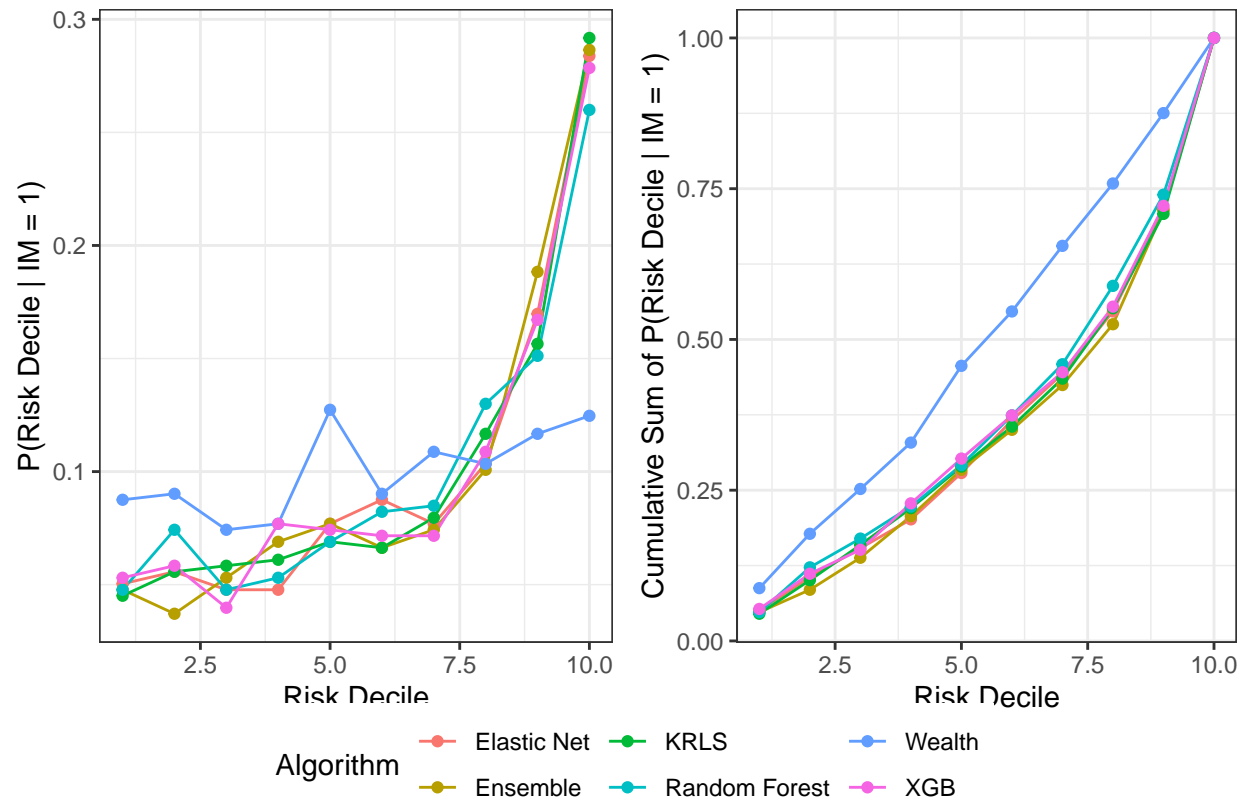 0.3
0.2
0.1
P(Risk Decile | IM = 1)
2.5 5.0 7.5 10.0
Risk Decile
1.00
0.75
0.50
0.25
0.00
Cumulative Sum of P(Risk Decile | IM = 1)
2.5 5.0 7.5 10.0
Risk Decile
Algorithm
Elastic Net KRLS Wealth
Ensemble Random Forest XGB